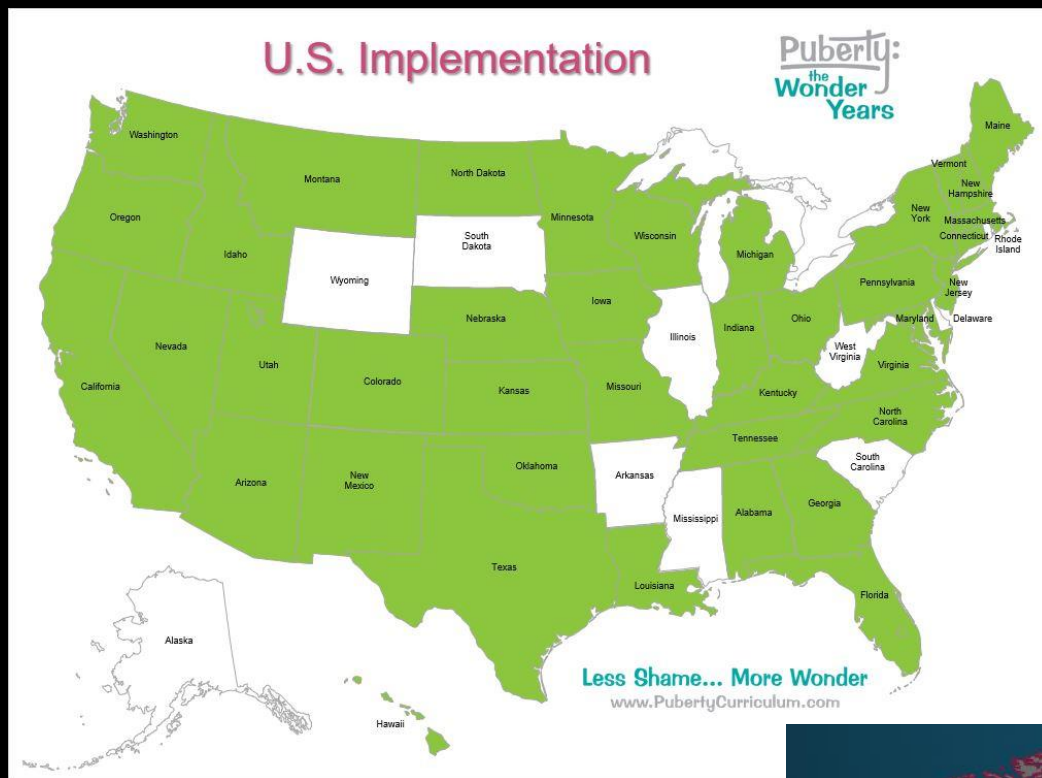 U.S. Implementation
Puberty:
the
Wonder
Years
Washington
Montana
North Dakota
Minnesota
Maine
Vermont
New
Hampshire
New
York
Massachusetts
Connecticut
Rhode
Island
Oregon
Idaho
South
Dakota
Wisconsin
Michigan
Wyoming
Iowa
Pennsylvania
New
Jersey
Nebraska
Illinois
Indiana
Ohio
Maryland
Delaware
West
Virginia
Virginia
Nevada
Utah
Colorado
Kansas
Missouri
Kentucky
California
North
Carolina
Tennessee
Arizona
New
Mexico
Oklahoma
Arkansas
South
Carolina
Mississippi
Alabama
Georgia
Texas
Louisiana
Florida
Alaska
Hawaii
Less Shame... More Wonder
www.PubertyCurriculum.com